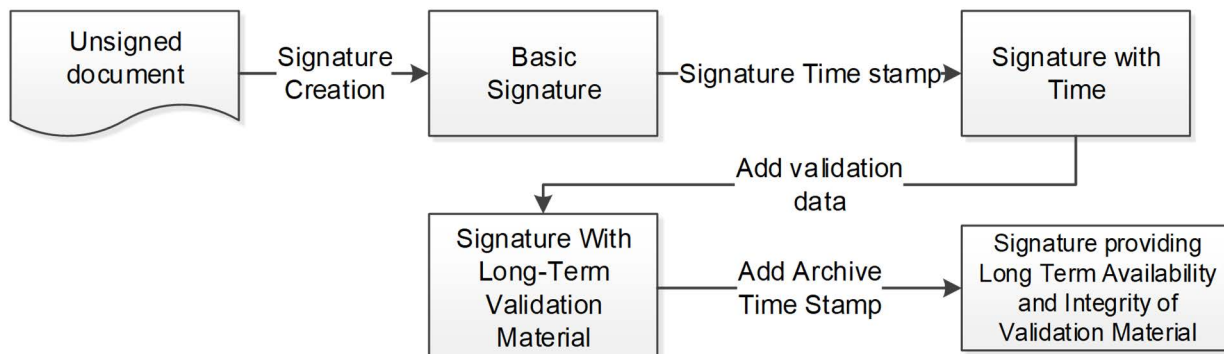 Unsigned
document
Signature
Creation
Basic
Signature
Signature Time stamp
Signature with
Time
Add validation
data
Signature With
Long-Term
Validation
Material
Add Archive
Time Stamp
Signature providing
Long Term Availability
and Integrity of
Validation Material